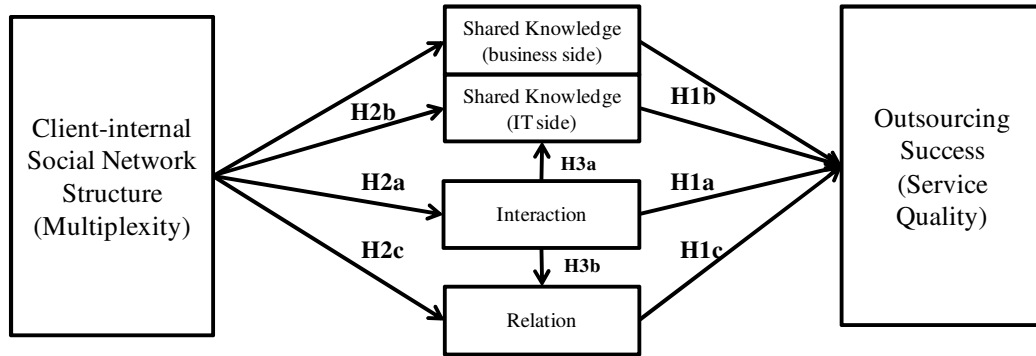 Client-internal
Social Network
Structure
(Multiplexity)
H2b
H2a
H2c
Shared Knowledge
(business side)
Shared Knowledge
(IT side)
H3a
Interaction
H3b
Relation
H1b
H1a
H1c
Outsourcing
Success
(Service
Quality)